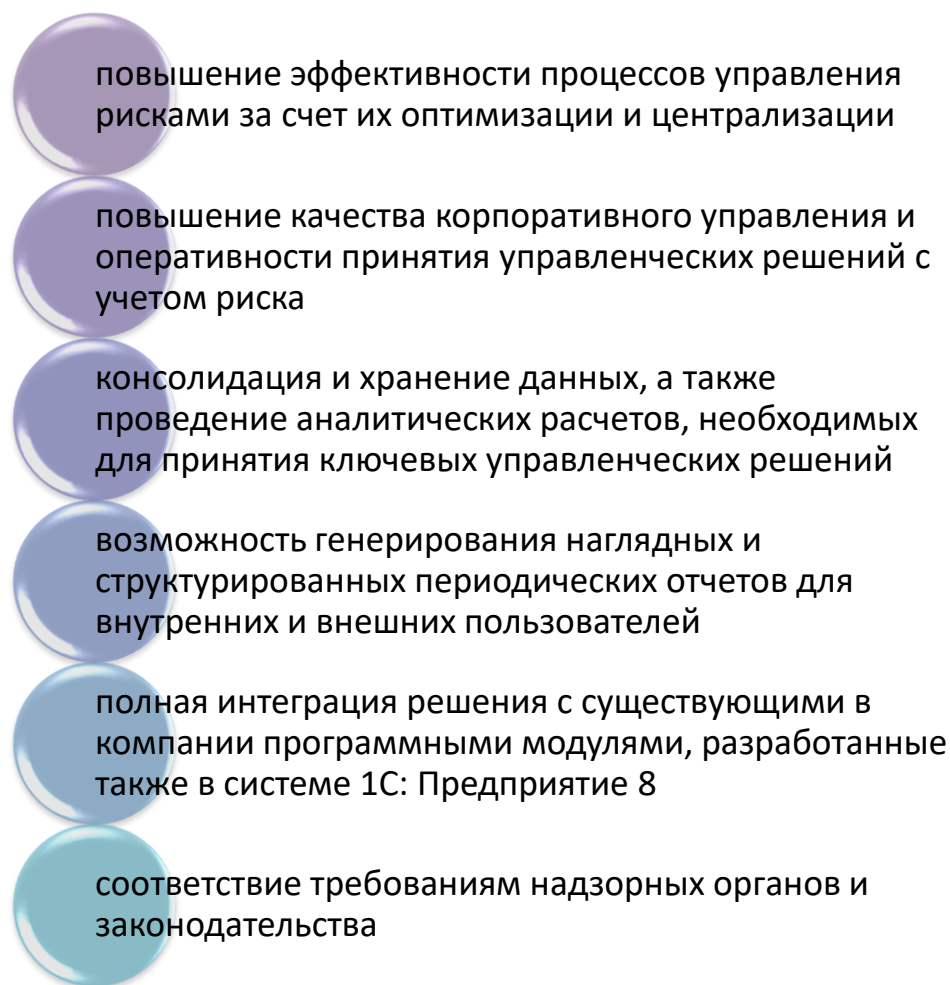 повышение эффективности процессов управления
рисками за счет их оптимизации и централизации
повышение качества корпоративного управления и
оперативности принятия управленческих решений с
учетом риска
консолидация и хранение данных, а также
проведение аналитических расчетов, необходимых
для принятия ключевых управленческих решений
возможность генерирования наглядных и
структурированных периодических отчетов для
внутренних и внешних пользователей
полная интеграция решения с существующими в
компании программными модулями, разработанные
также в системе 1С: Предприятие 8
соответствие требованиям надзорных органов и
законодательства